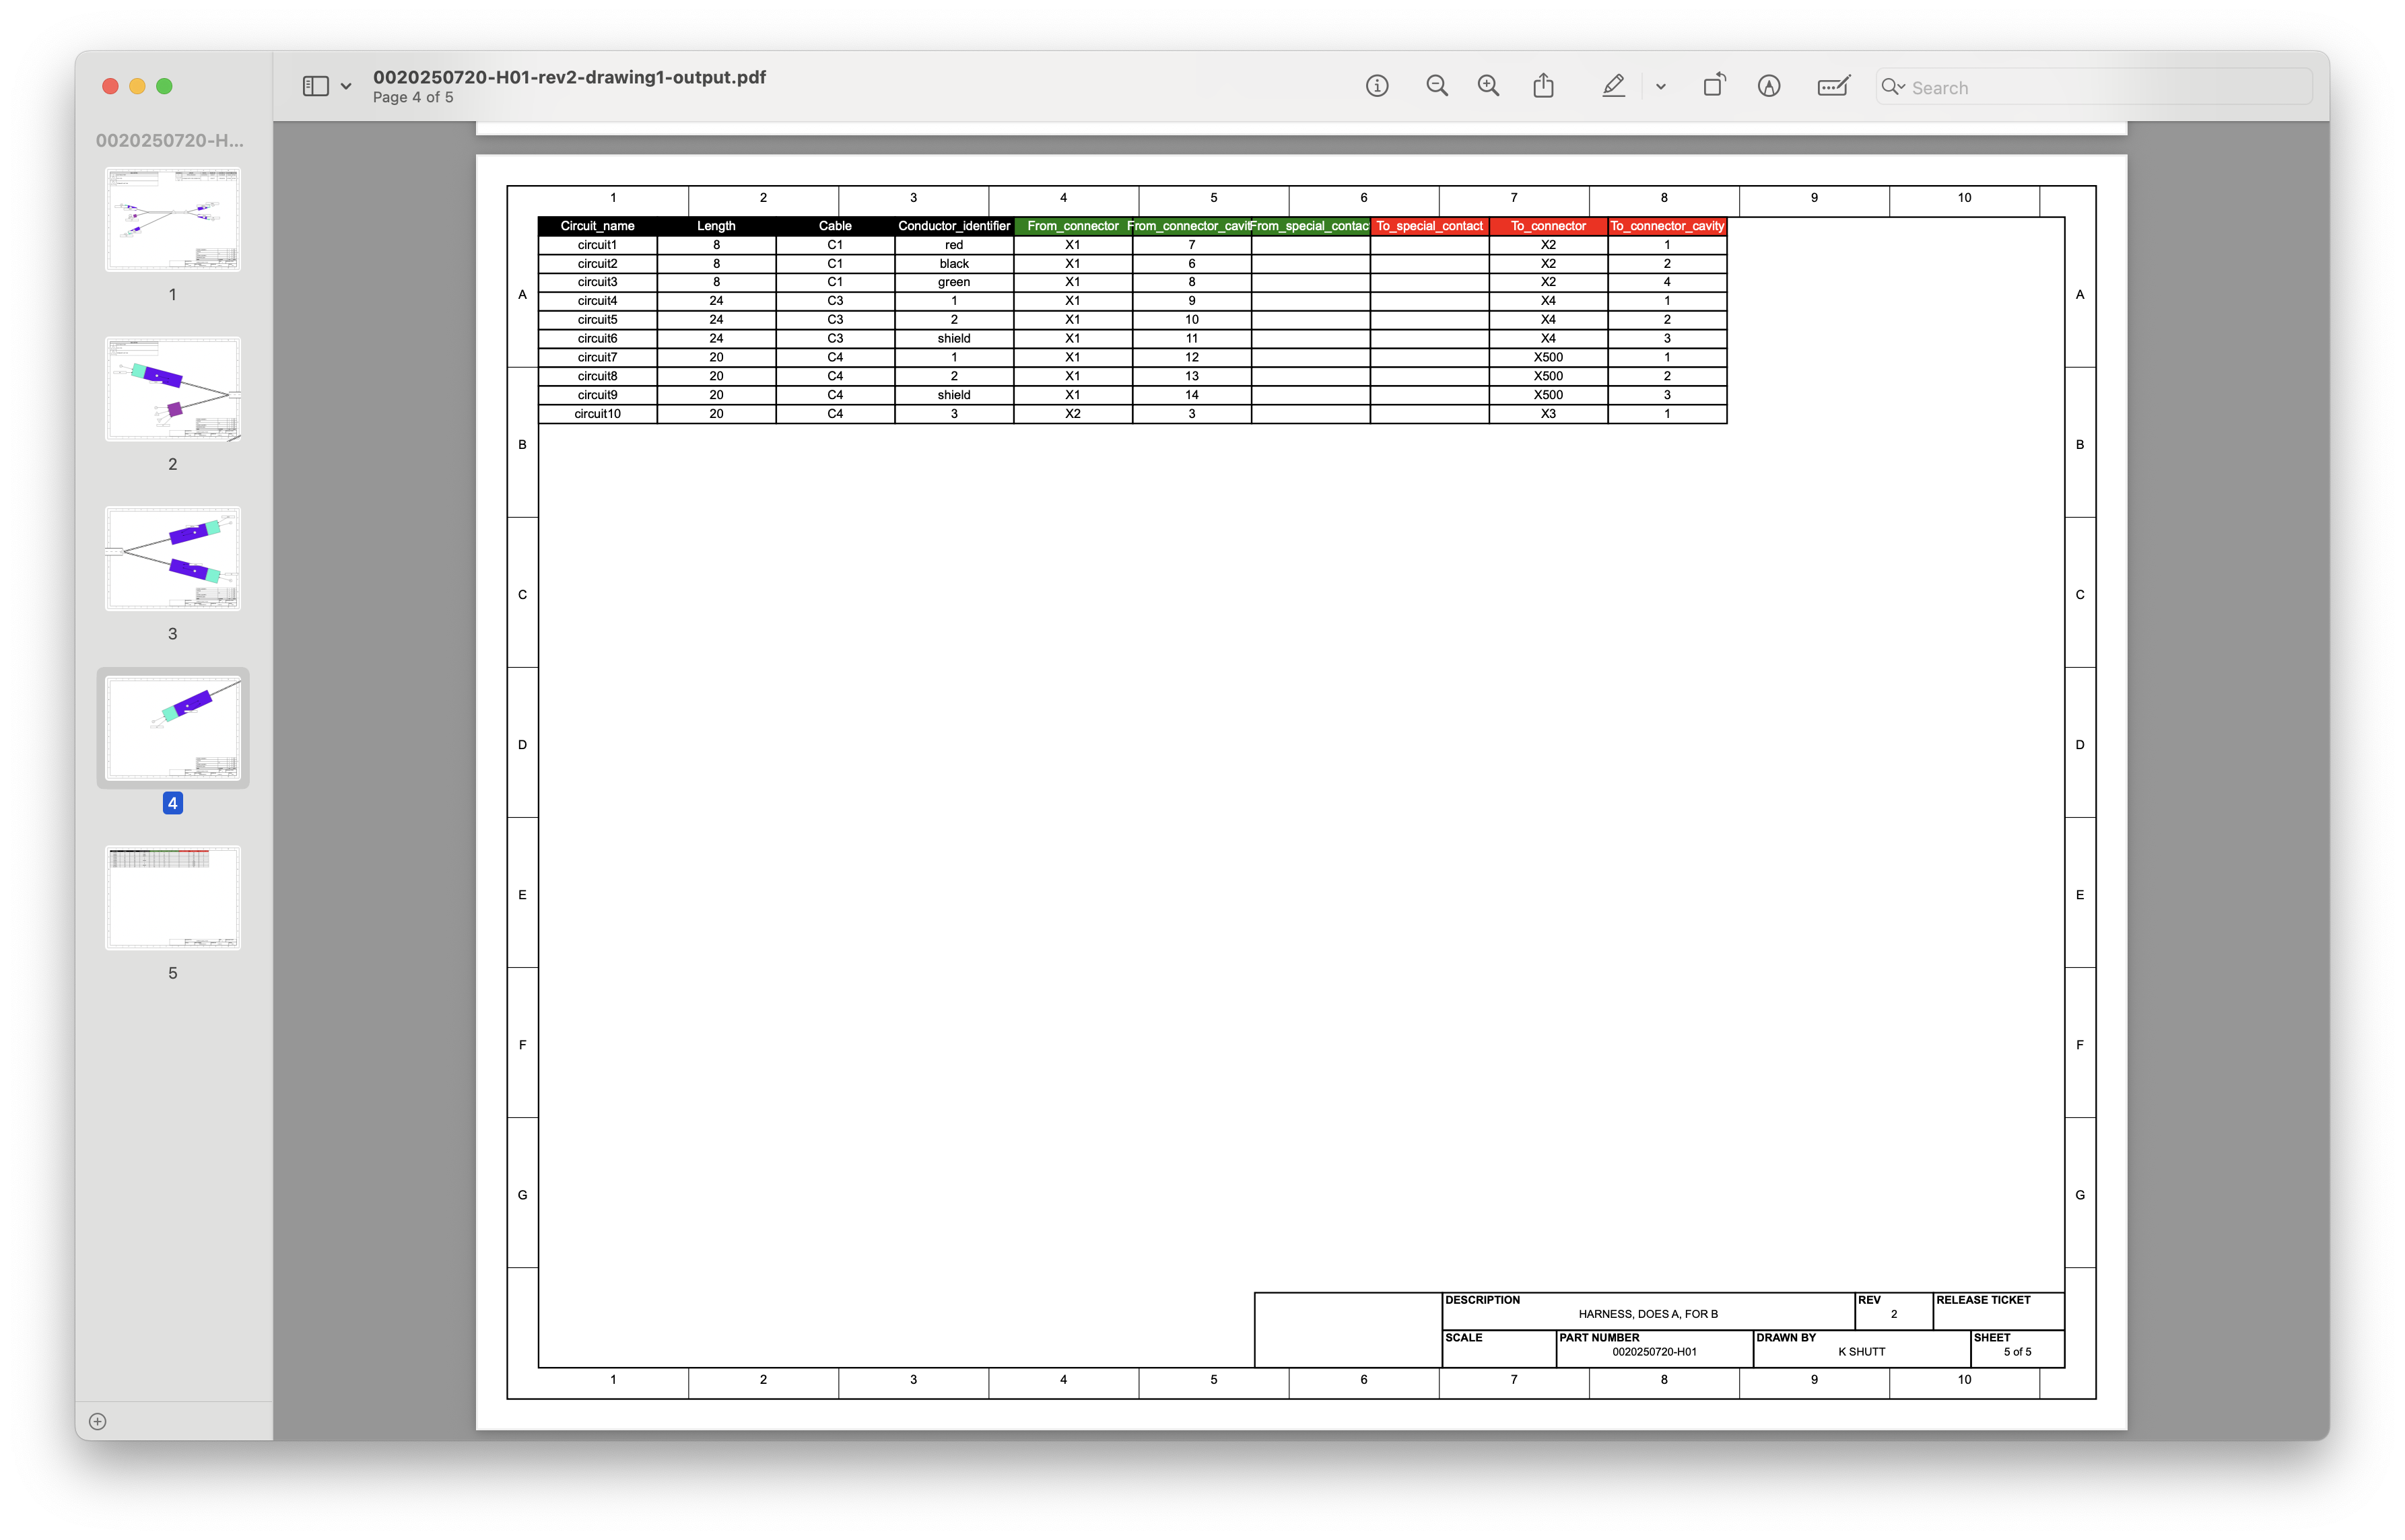 0020250720-H01-rev2-drawing1-output.pdf
Page 4 of 5
Search
0020250720-H...
1
2
3
4
5
1 2 3 4 5 6 7 8 9 10
Circuit_name Length Cable Conductor_identifier From_connector From_connector_cavit From_special_contac To_special_contact To_connector To_connector_cavity
circuit1 8 C1 red X1 7 X2 1
circuit2 8 C1 black X1 6 X2 2
circuit3 8 C1 green X1 8 X2 4
circuit4 24 C3 1 X1 9 X4 1
circuit5 24 C3 2 X1 10 X4 2
circuit6 24 C3 shield X1 11 X4 3
circuit7 20 C4 1 X1 12 X500 1
circuit8 20 C4 2 X1 13 X500 2
circuit9 20 C4 shield X1 14 X500 3
circuit10 20 C4 3 X2 3 X3 1
A A
B B
C C
D D
E E
F F
G G
DESCRIPTION REV RELEASE TICKET
HARNESS, DOES A, FOR B 2
SCALE PART NUMBER DRAWN BY SHEET
0020250720-H01 K SHUTT 5 of 5
1 2 3 4 5 6 7 8 9 10